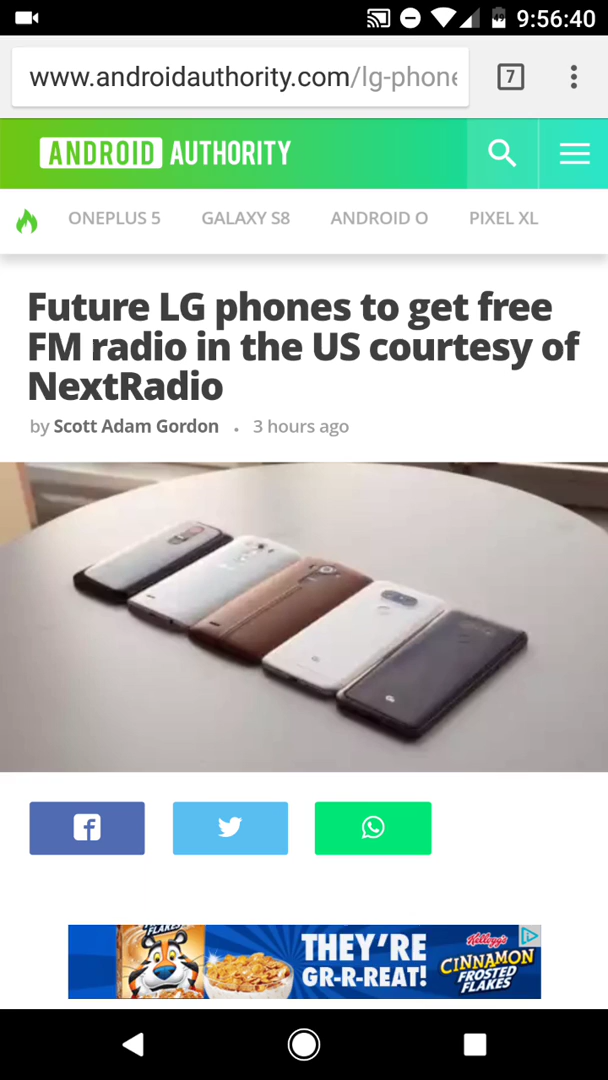 49 9:56:40
www.androidauthority.com/lg-phone
7
ANDROID AUTHORITY
ONEPLUS 5 GALAXY S8 ANDROID O PIXEL XL
Future LG phones to get free
FM radio in the US courtesy of
NextRadio
by Scott Adam Gordon . 3 hours ago
FLAKES
THEY'RE
GR-R-REAT!
Kellogg's
CINNAMON
FROSTED
FLAKES